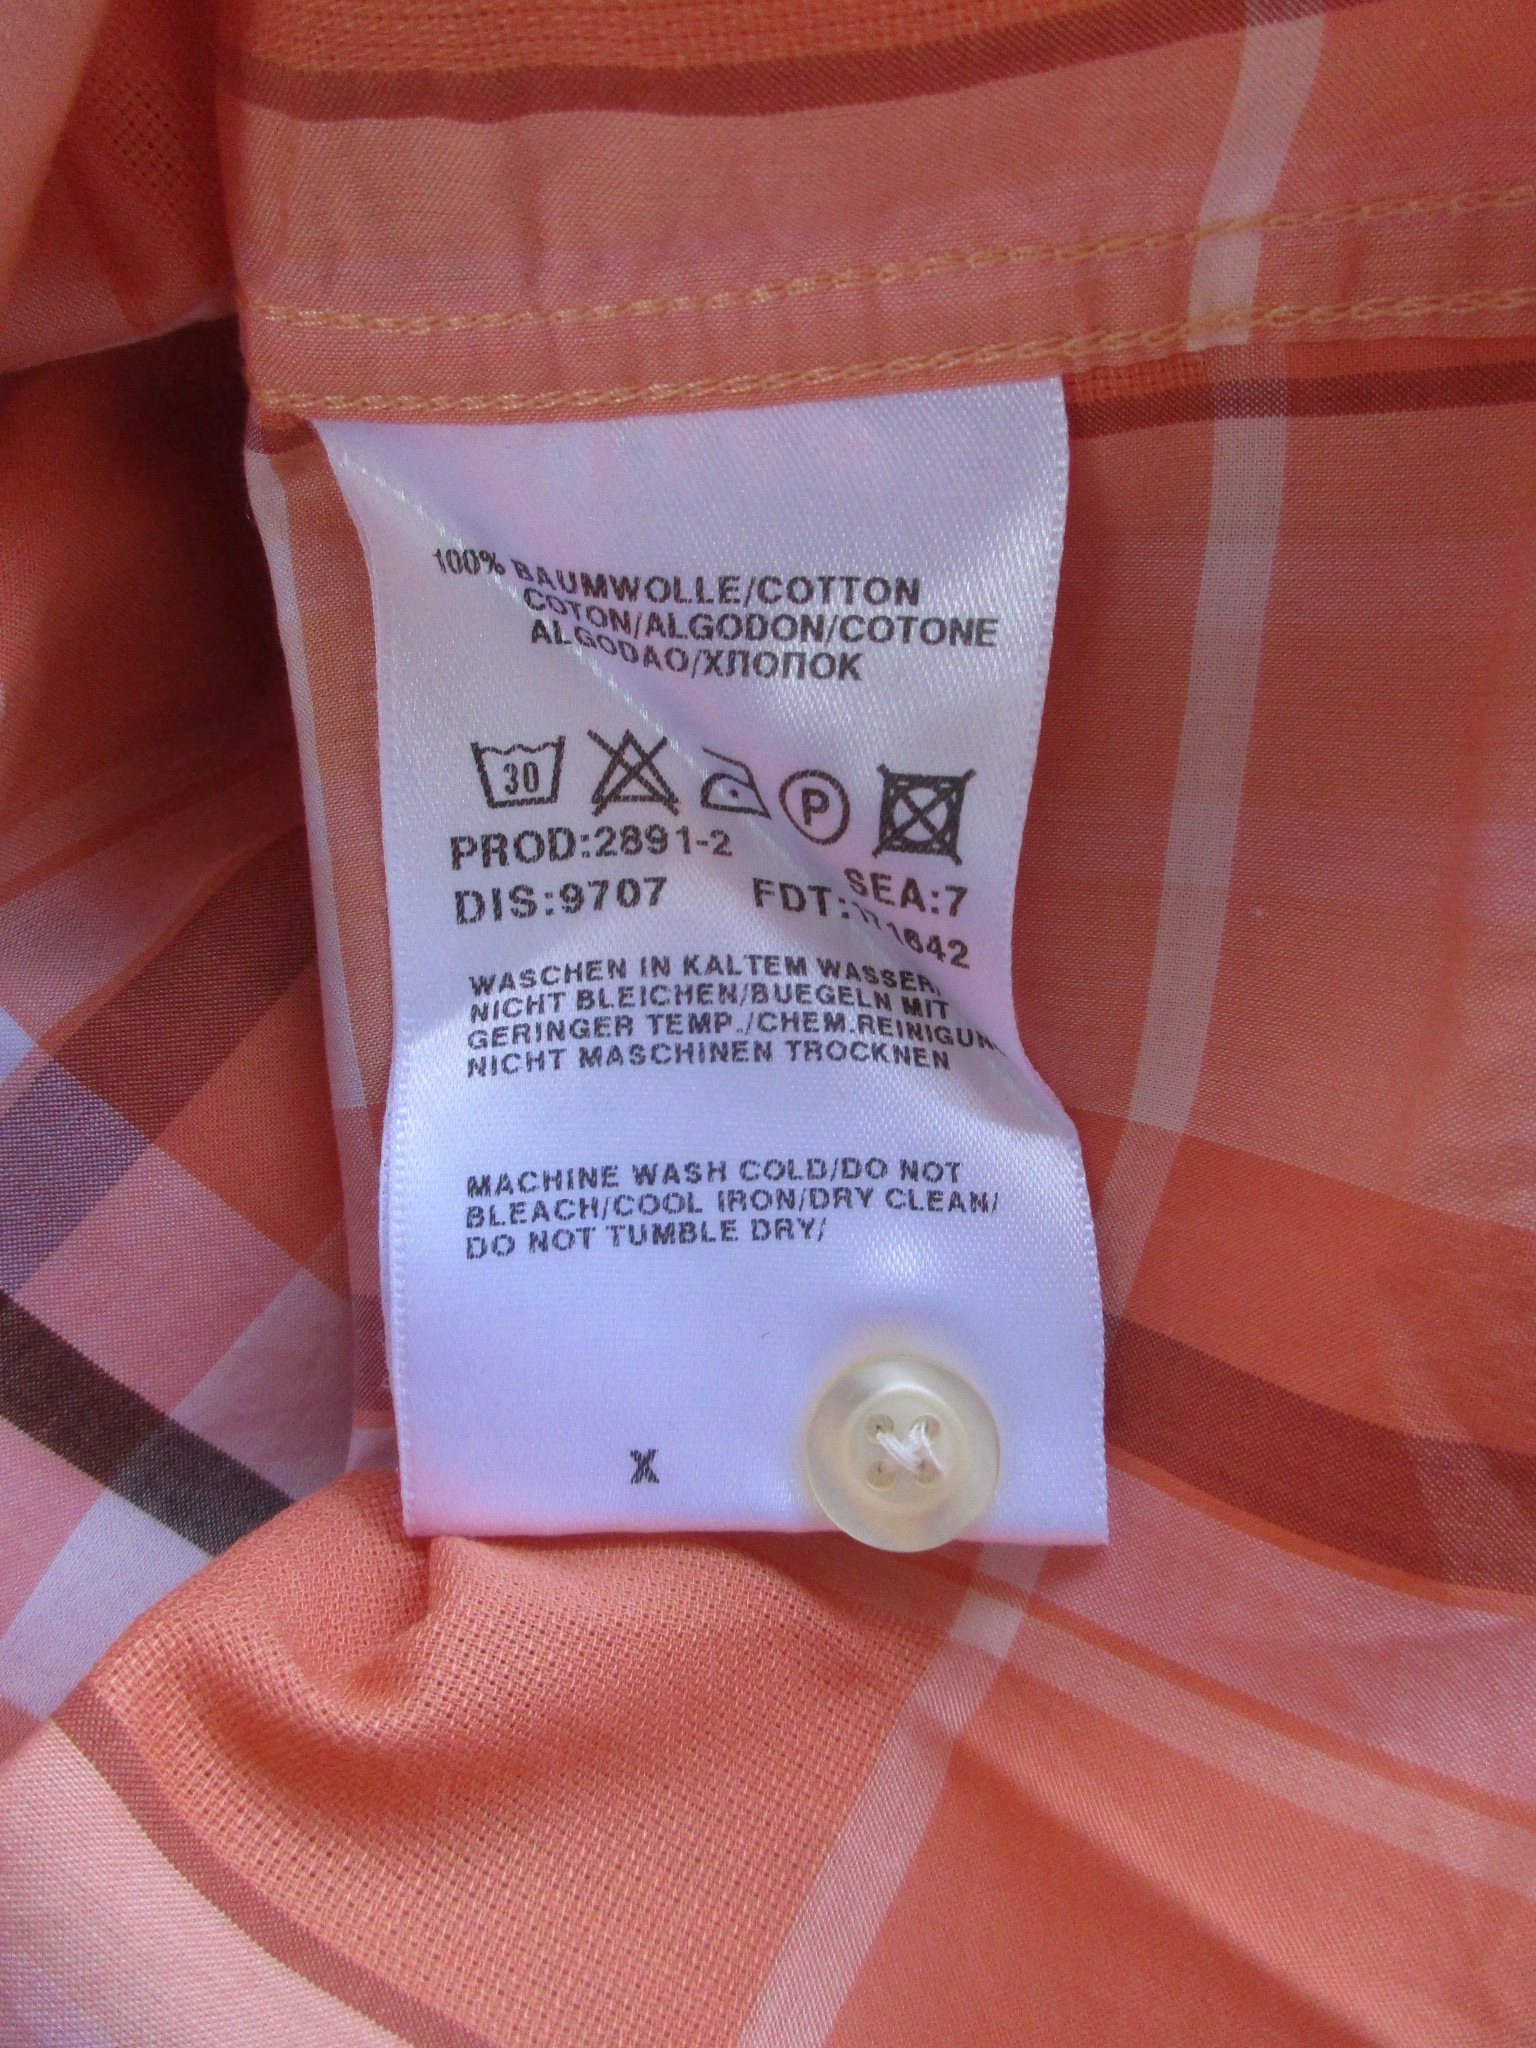 100% BAUMWOLLE/COTTON
COTON/ALGODON/COTONE
ALGODAO/ХЛОПОК
30 P
PROD:2891-2
SEA:7
DIS:9707 FDT:
WASCHEN IN KALTEM WASSER/
NICHT BLEICHEN/BUEGELN MIT
GERINGER TEMP./CHEM.REINIGUNG
NICHT MASCHINEN TROCKNEN
MACHINE WASH COLD/DO NOT
BLEACH/COOL IRON/DRY CLEAN/
DO NOT TUMBLE DRY/
X